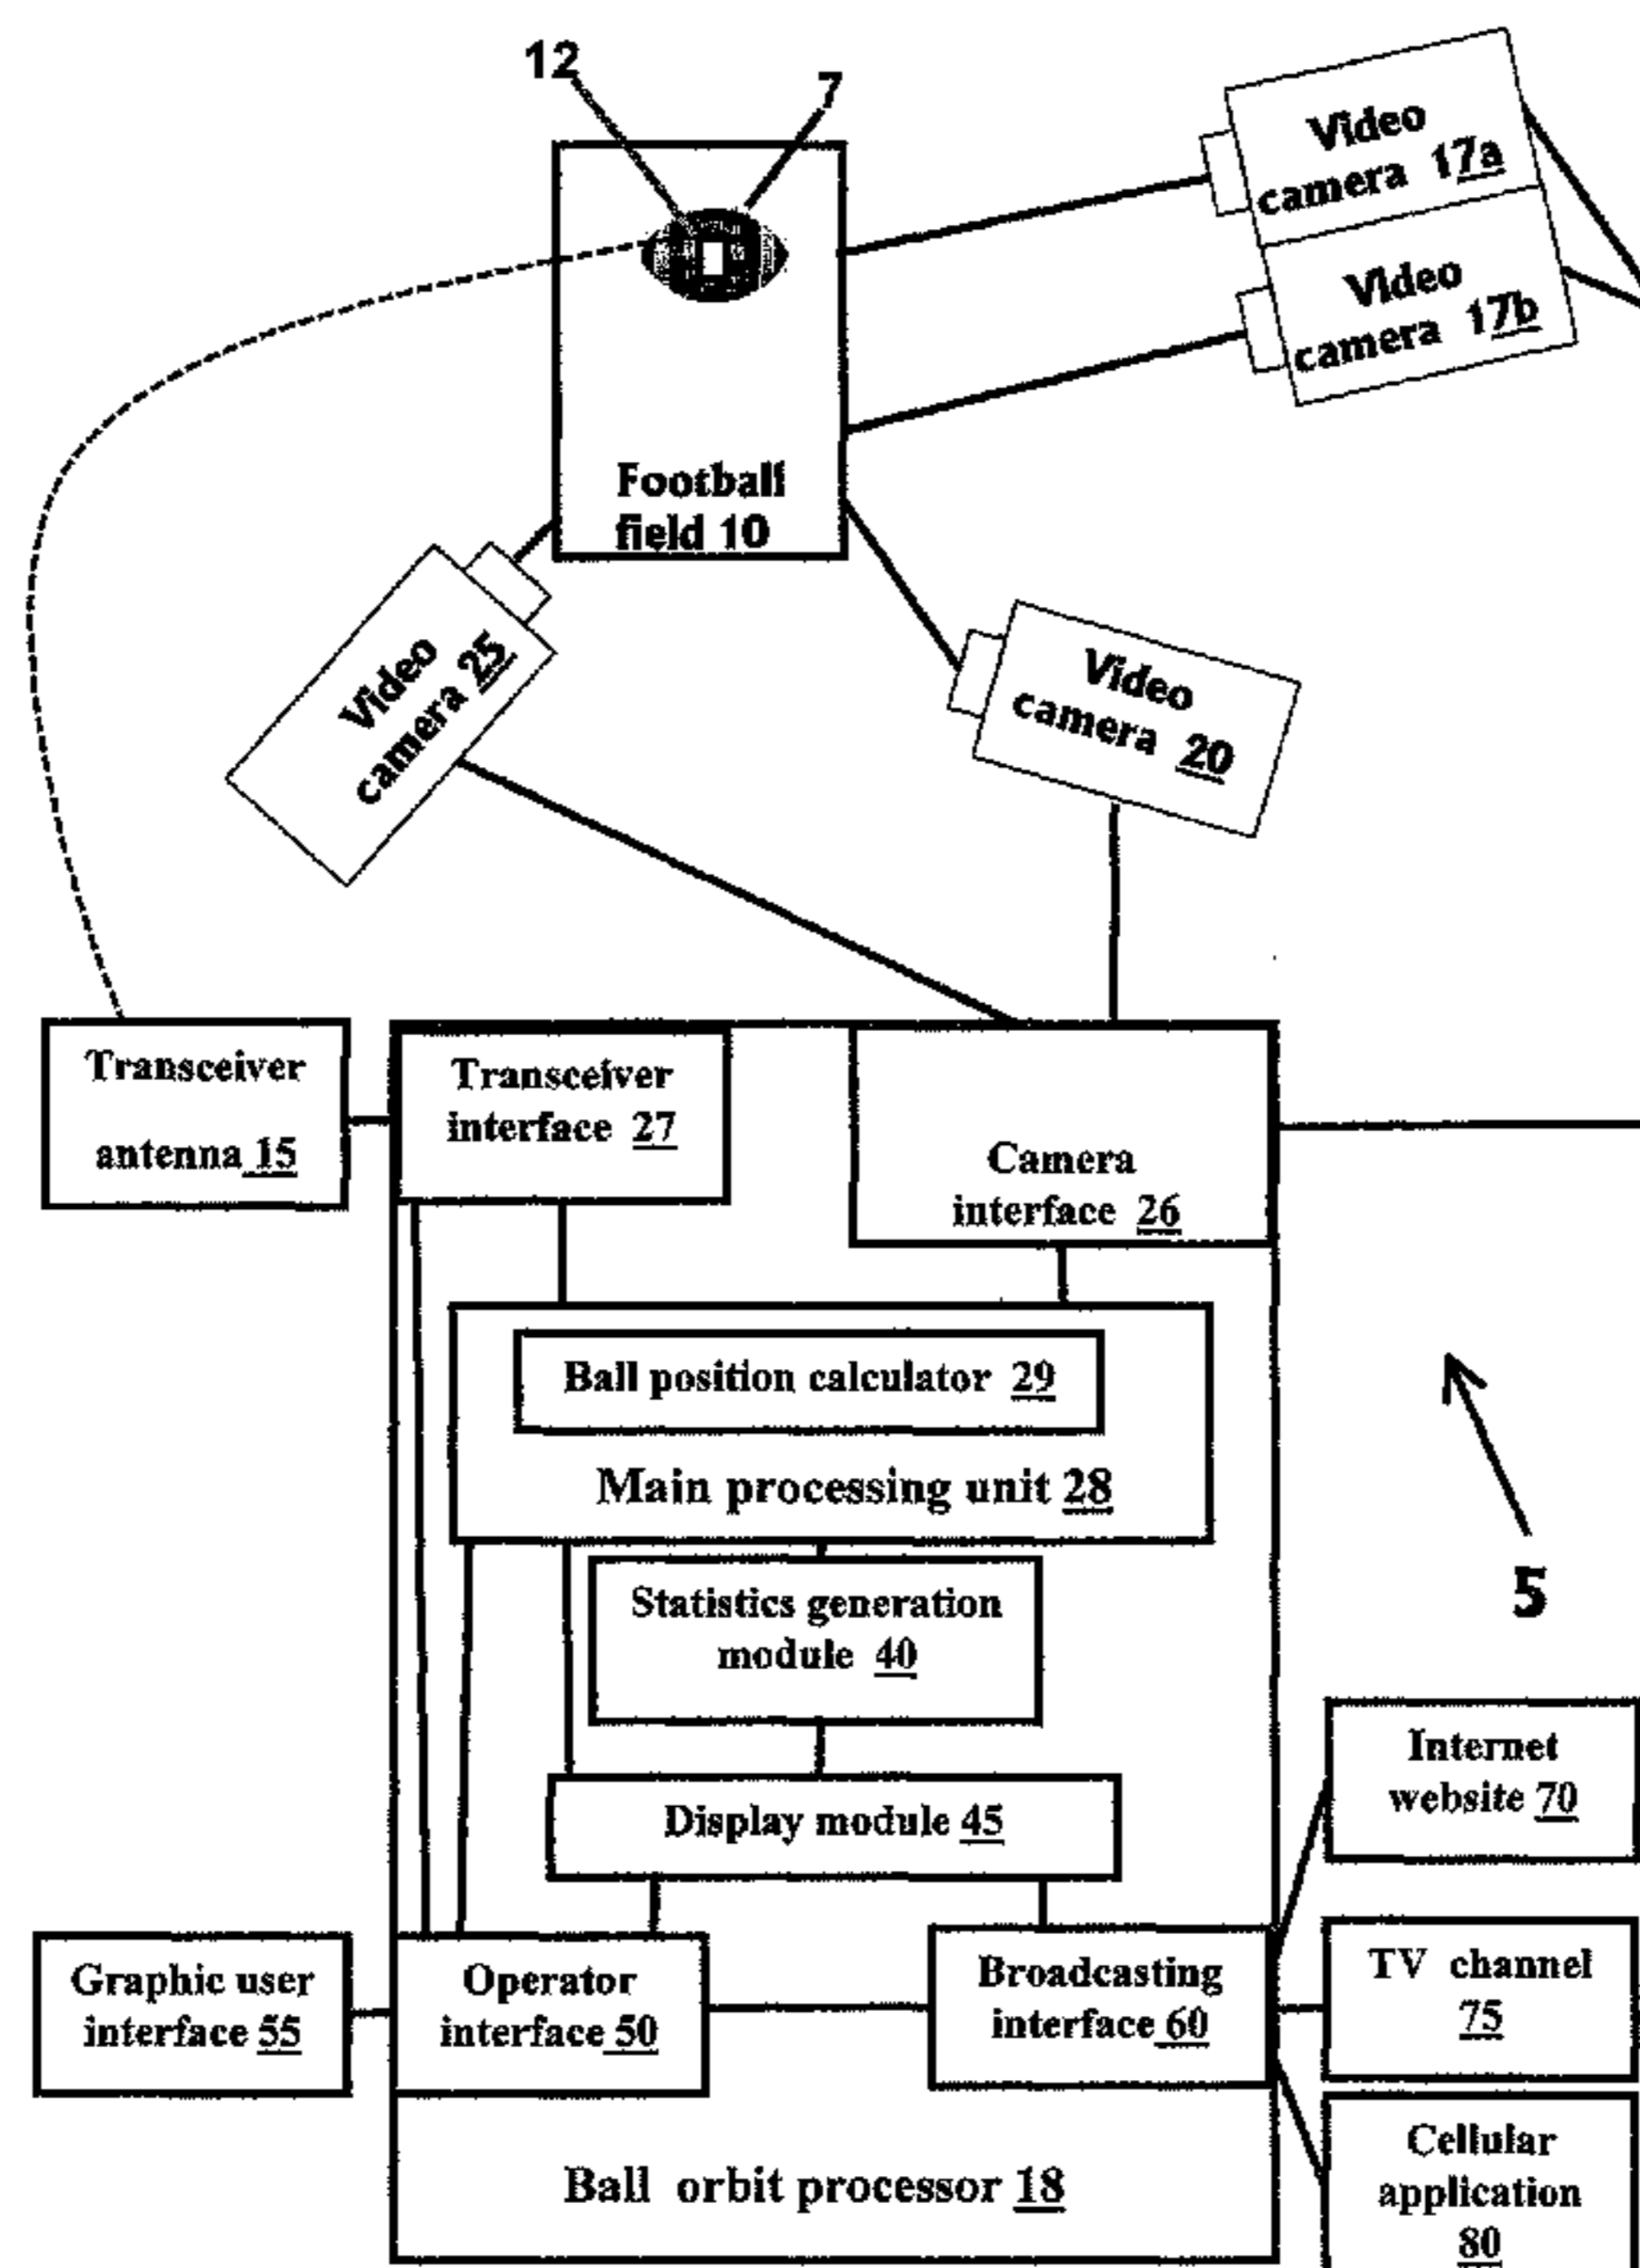 12
7
Video
camera 17a
Video
camera 17b
Football
field 10
Video
camera 25
Video
camera 20
Transceiver
antenna 15
Transceiver
interface 27
Camera
interface 26
Ball position calculator 29
Main processing unit 28
5
Statistics generation
module 40
Internet
website 70
Display module 45
Graphic user
interface 55
Operator
interface 50
Broadcasting
interface 60
TV channel
75
Cellular
application
80
Ball orbit processor 18